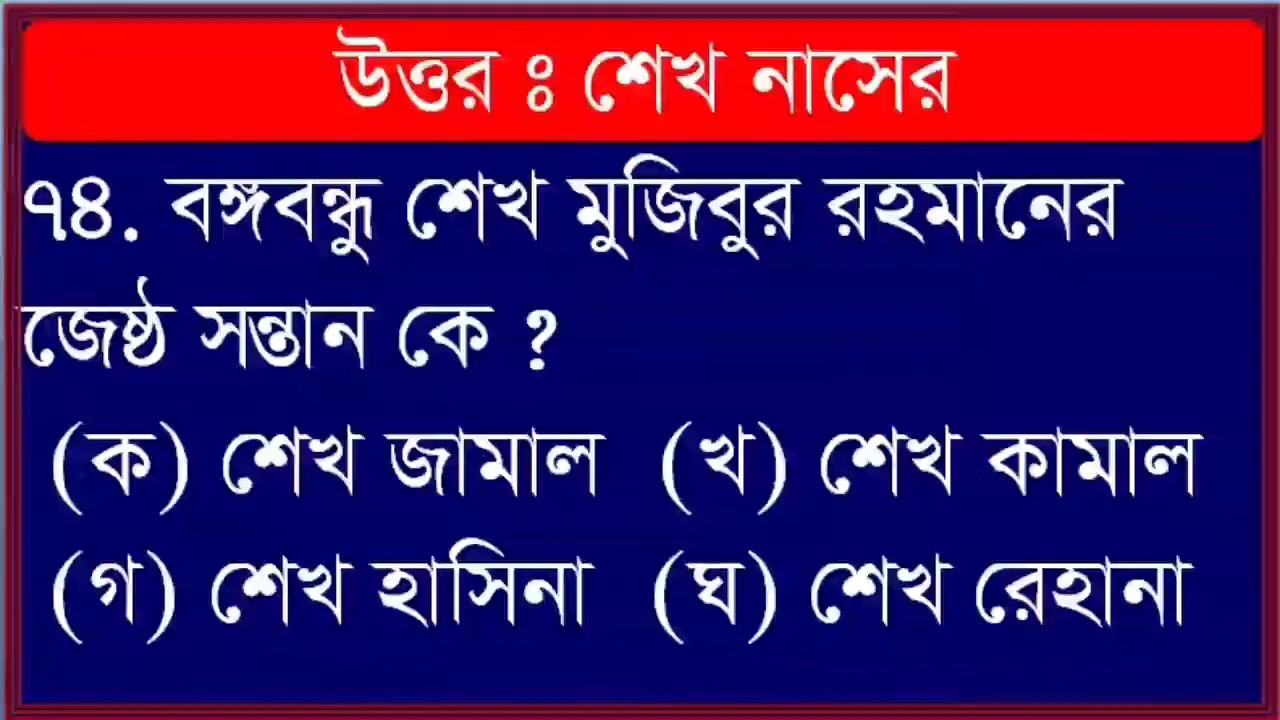 উত্তর ঃ শেখ নাসের
৭৪. বঙ্গবন্ধু শেখ মুজিবুর রহমানের
জেষ্ঠ সন্তান কে ?
(ক) শেখ জামাল (খ) শেখ কামাল
(গ) শেখ হাসিনা (ঘ) শেখ রেহানা